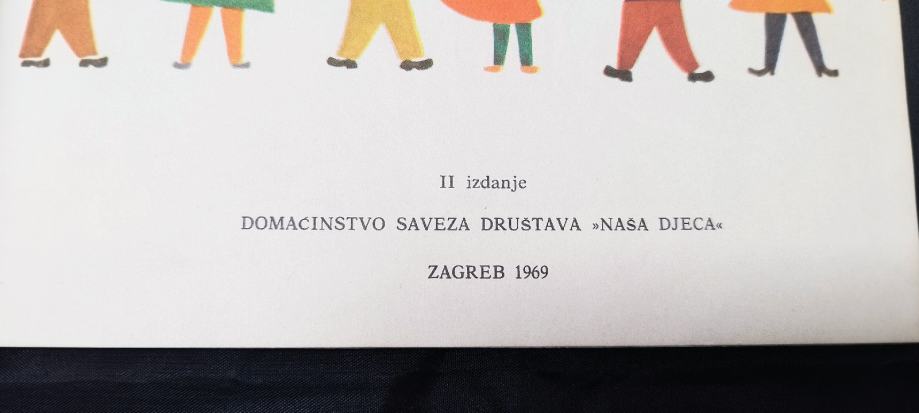 II izdanje
DOMAĆINSTVO SAVEZA DRUŠTAVA »NAŠA DJECA«
ZAGREB 1969